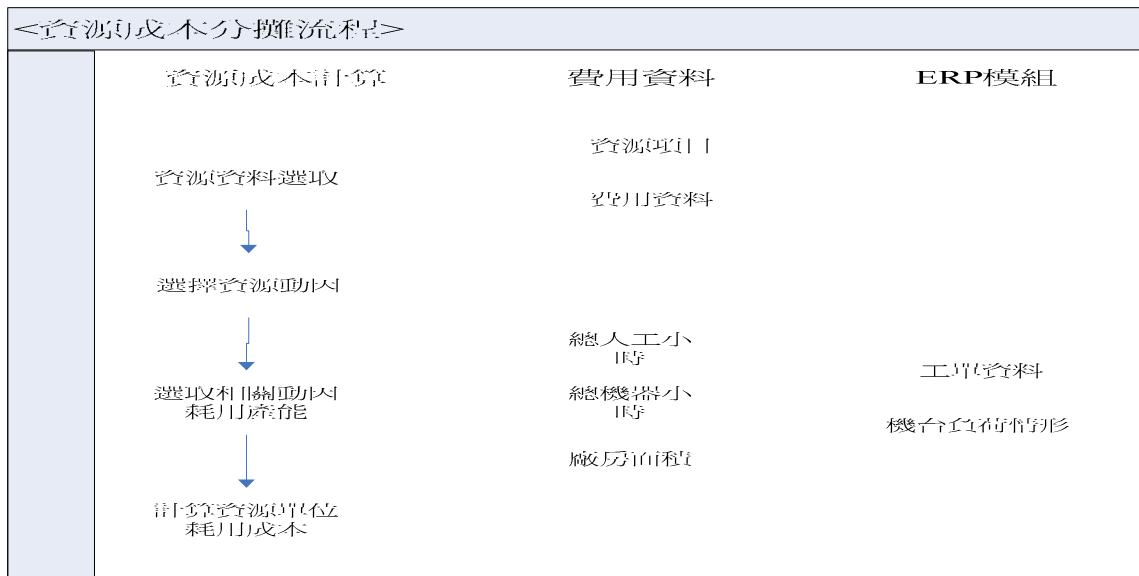 <資源成本分攤流程>
資源成本計算
費用資料
ERP模組
資源項目
資源資料選取
費用資料
選擇資源動因
總人工小
時
工單資料
選取相關動因
耗用產能
總機器小
時
機台負荷情形
廠房面積
計算資源單位
耗用成本